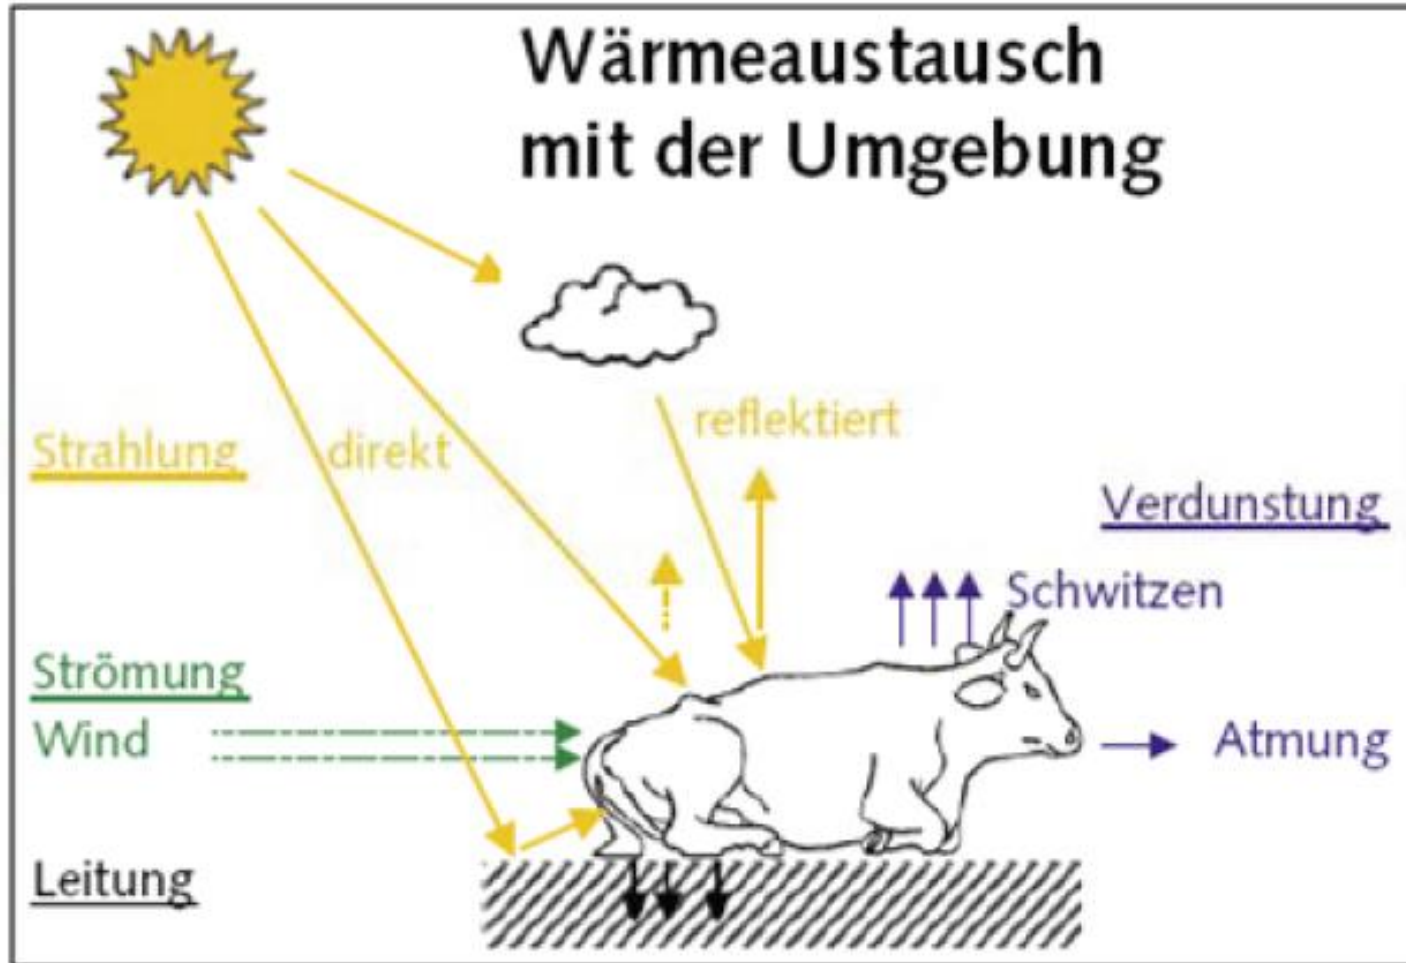 Wärmeaustausch
mit der Umgebung
reflektiert
Strahlung
direkt
Verdunstung
Schwitzen
Strömung
Wind
Atmung
Leitung